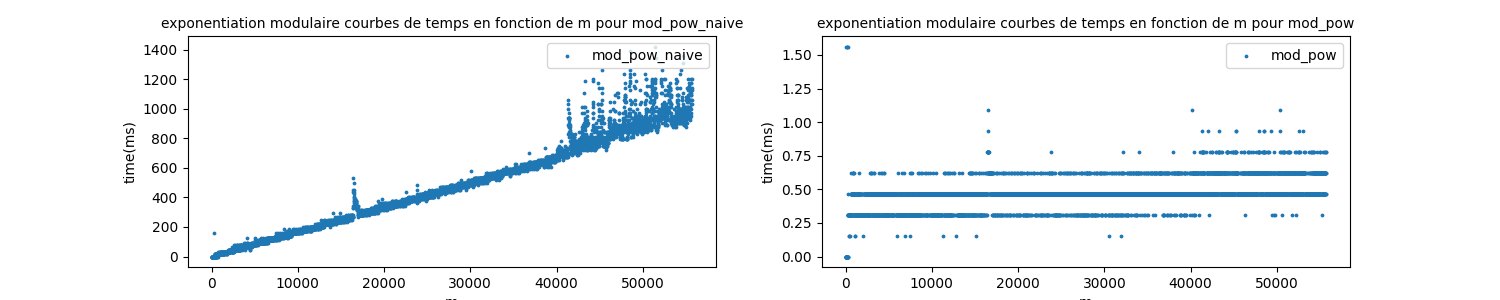 exponentiation modulaire courbes de temps en fonction de m pour mod_pow_naive
mod_pow_naive
time(ms)
1400
1200
1000
800
600
400
200
0
0 10000 20000 30000 40000 50000
exponentiation modulaire courbes de temps en fonction de m pour mod_pow
mod_pow
time(ms)
1.50
1.25
1.00
0.75
0.50
0.25
0.00
0 10000 20000 30000 40000 50000